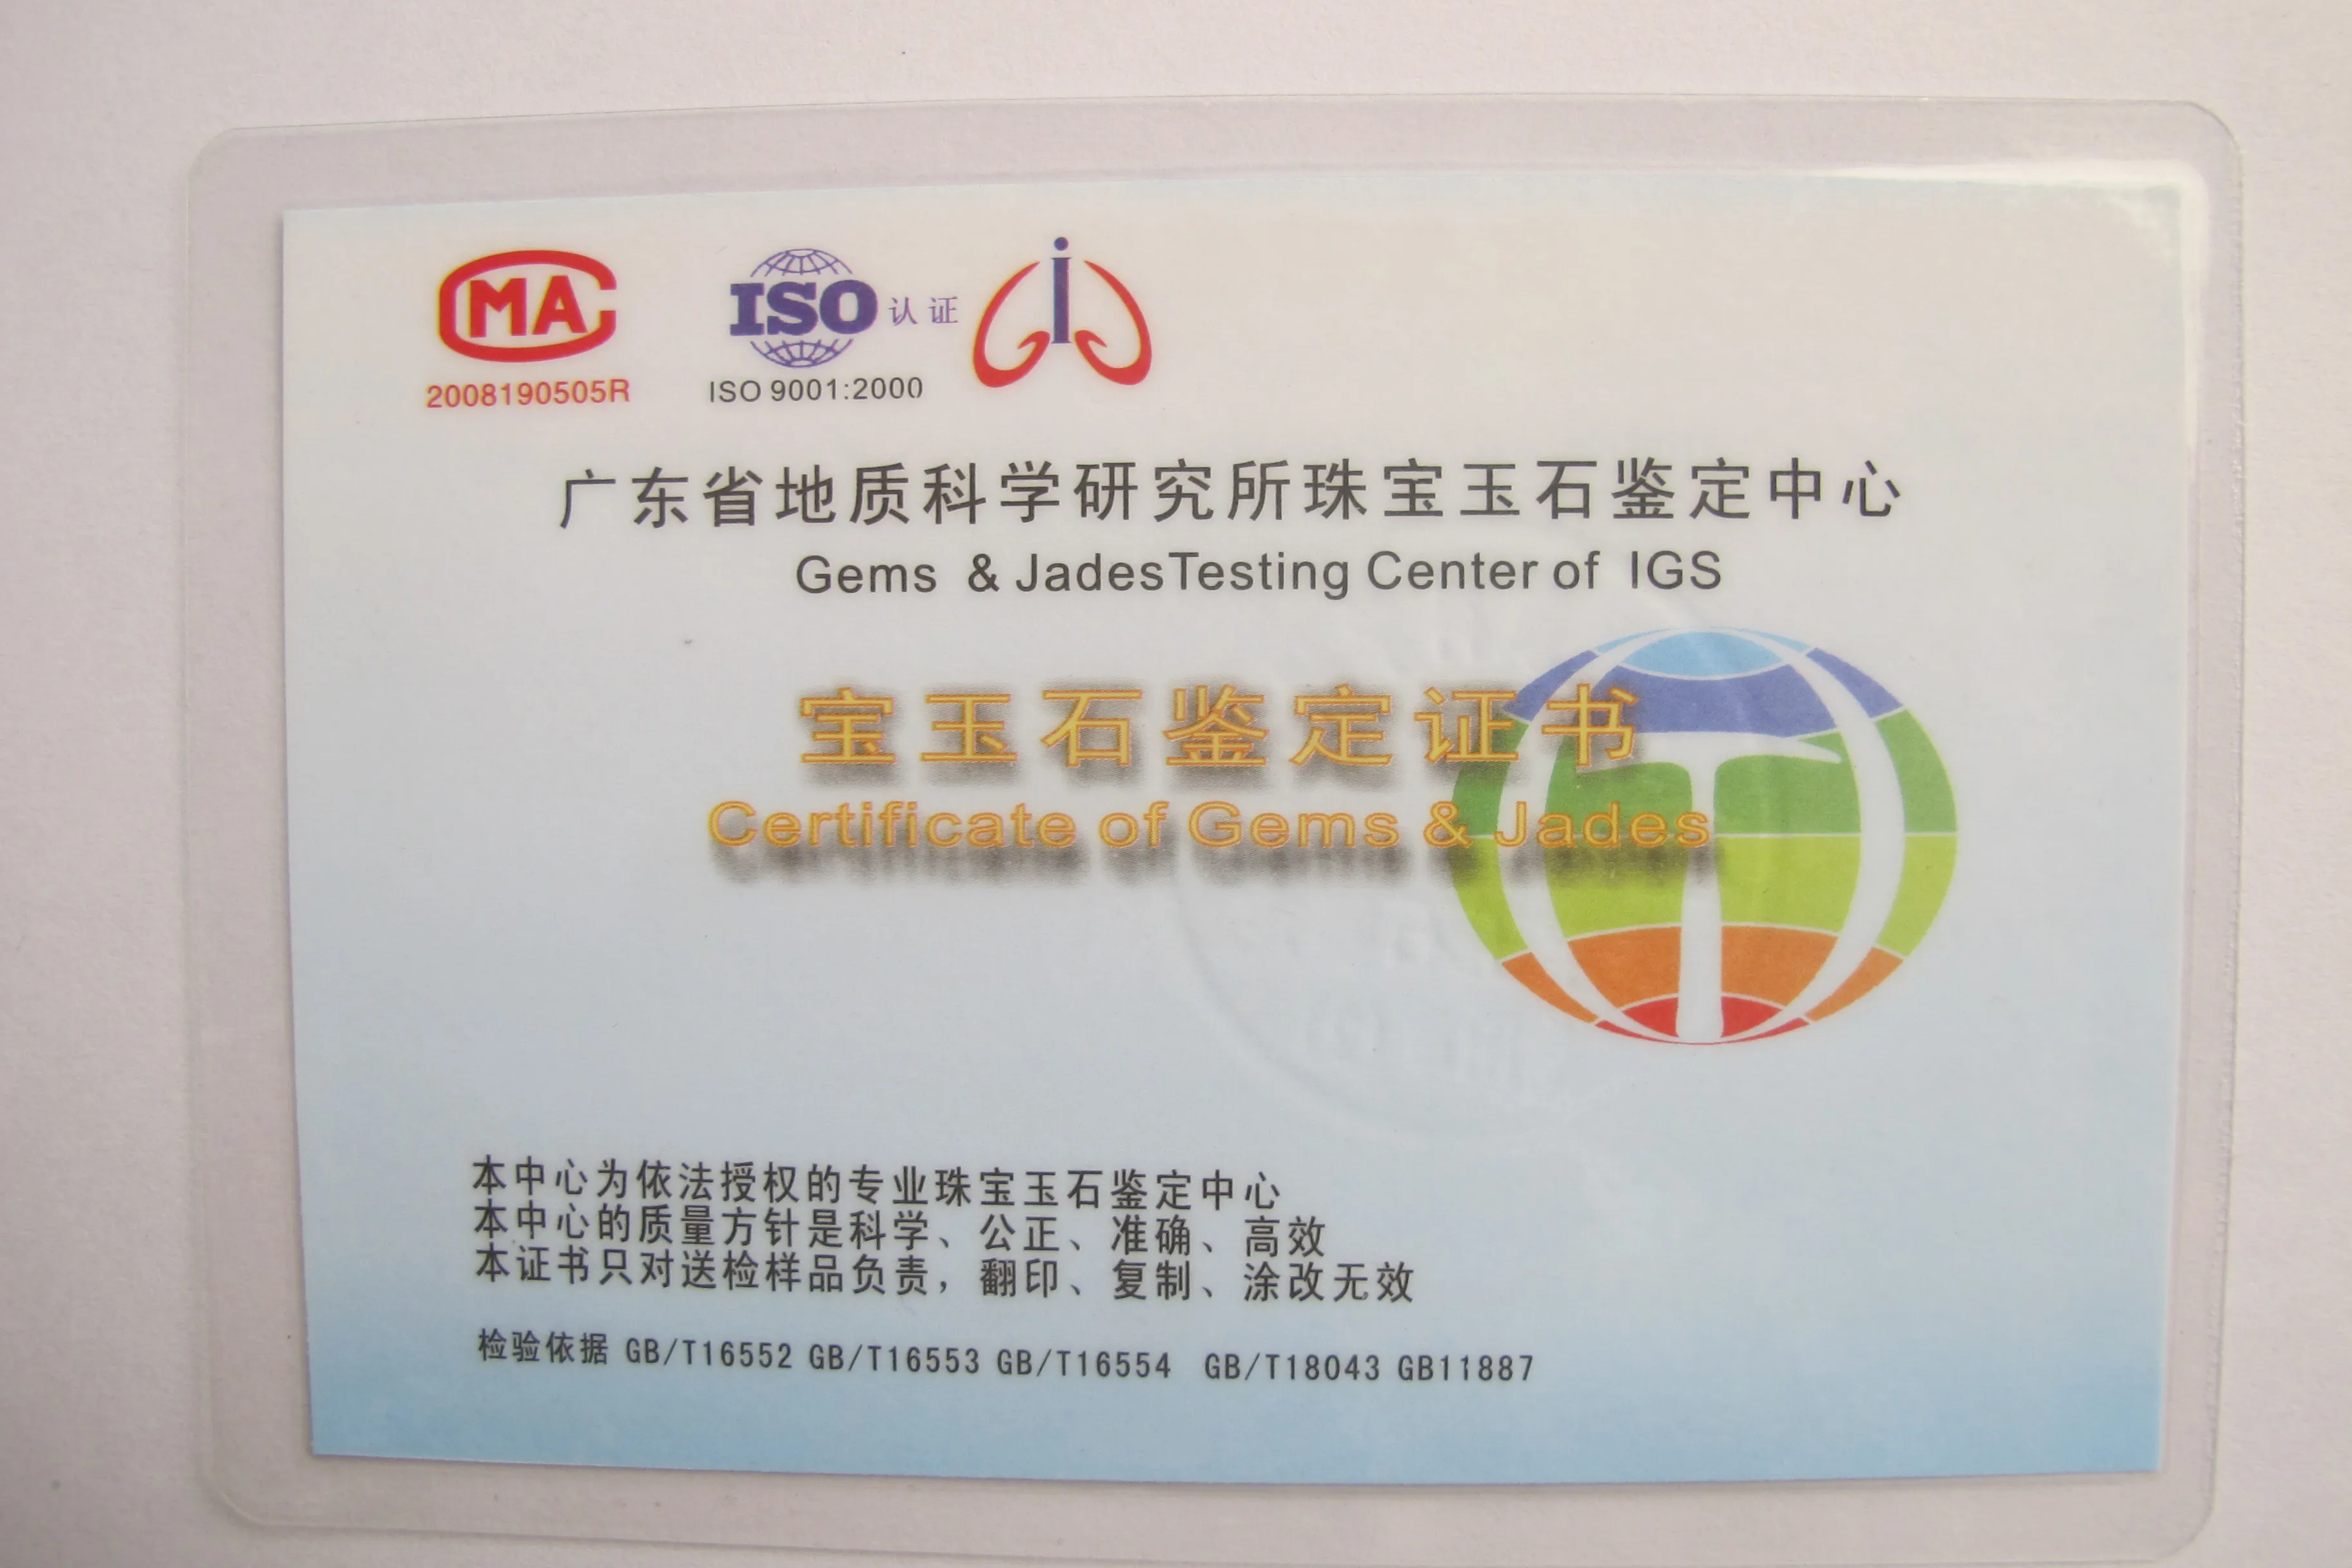 CMA
2008190505R
ISO 认证
ISO 9001:2000
广东省地质科学研究所珠宝玉石鉴定中心
Gems & JadesTesting Center of IGS
宝玉石鉴定证书
Certificate of Gems & Jades
本中心为依法授权的专业珠宝玉石鉴定中心
本中心的质量方针是科学、公正、准确、高效
本证书只对送检样品负责，翻印、复制、涂改无效
检验依据 GB/T16552 GB/T16553 GB/T16554 GB/T18043 GB11887